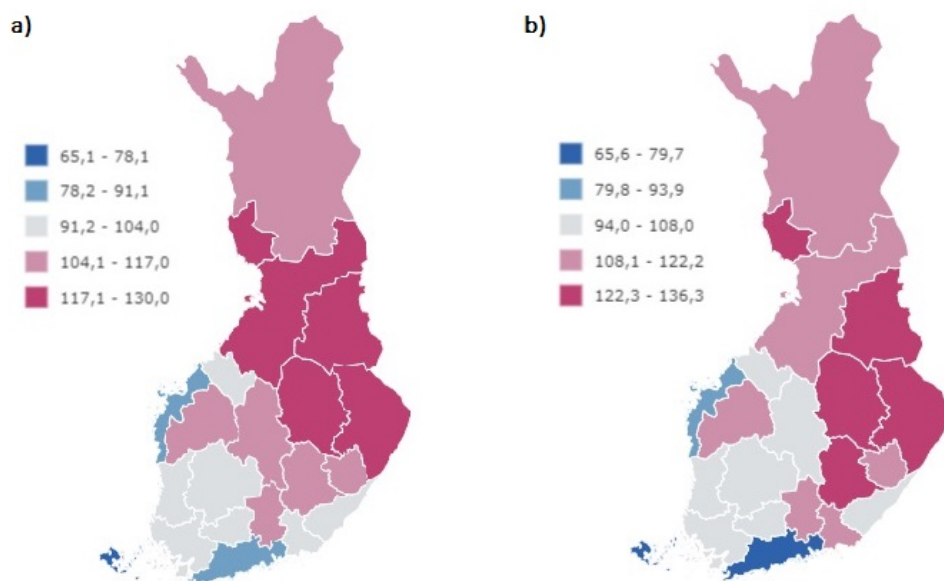 a)
65,1 - 78,1
78,2 - 91,1
91,2 - 104,0
104,1 - 117,0
117,1 - 130,0
b)
65,6 - 79,7
79,8 - 93,9
94,0 - 108,0
108,1 - 122,2
122,3 - 136,3